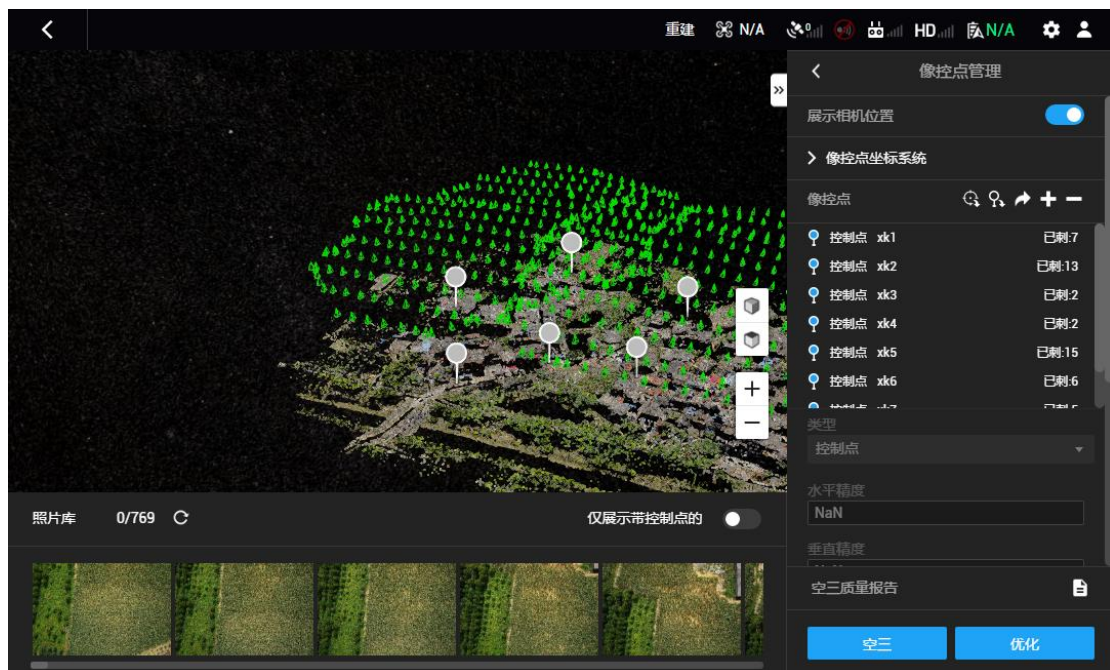 重建 N/A HD N/A
像控点管理
展示相机位置
像控点坐标系统
像控点
控制点 xk1 已刺:7
控制点 xk2 已刺:13
控制点 xk3 已刺:2
控制点 xk4 已刺:2
控制点 xk5 已刺:15
控制点 xk6 已刺:6
类型
控制点
水平精度
NaN
垂直精度
照片库 0/769 仅展示带控制点的
空三质量报告
空三 优化